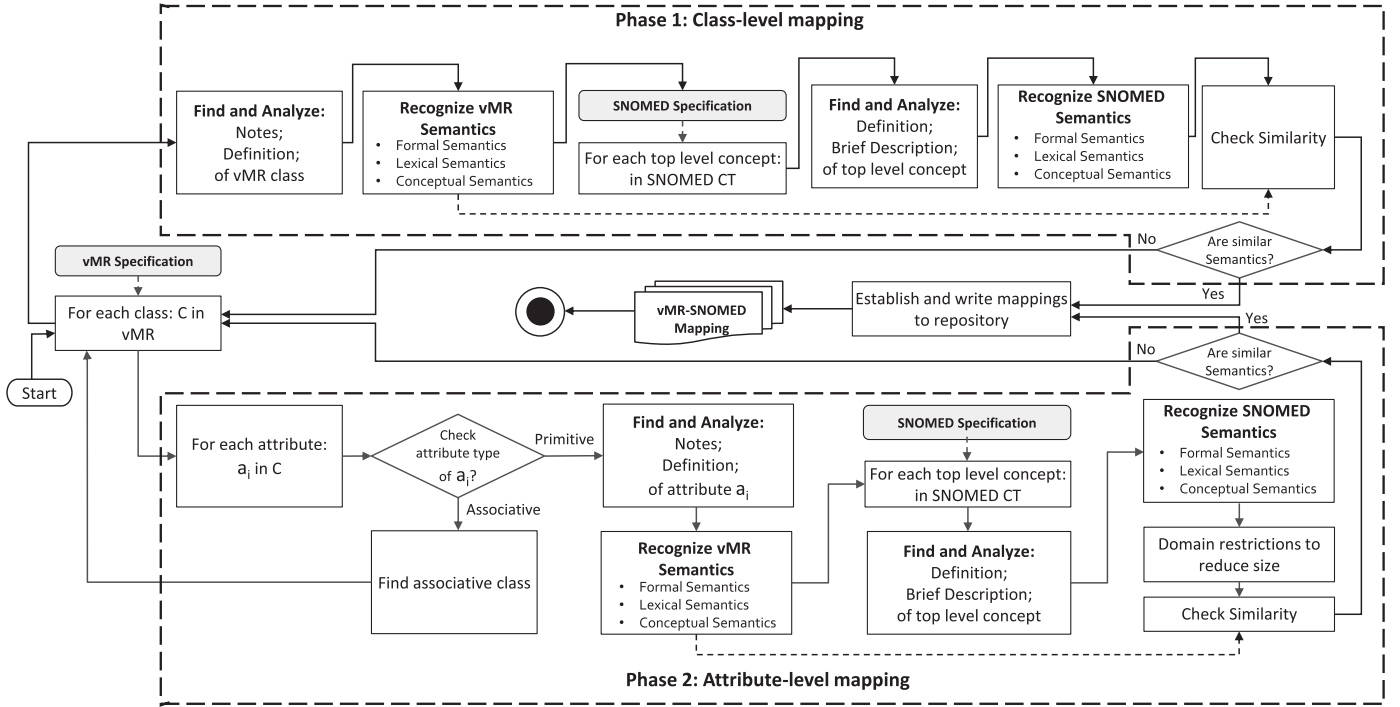 Phase 1: Class-level mapping
Find and Analyze:
Notes;
Definition;
of vMR class
Recognize vMR
Semantics
• Formal Semantics
• Lexical Semantics
• Conceptual Semantics
SNOMED Specification
For each top level concept:
in SNOMED CT
Find and Analyze:
Definition;
Brief Description;
of top level concept
Recognize SNOMED
Semantics
• Formal Semantics
• Lexical Semantics
• Conceptual Semantics
Check Similarity
No
Are similar
Semantics?
Yes
vMR Specification
For each class: C in
vMR
Start
vMR-SNOMED
Mapping
Establish and write mappings
to repository
Yes
No
Are similar
Semantics?
For each attribute:
ai in C
Check
attribute type
of ai?
Primitive
Associative
Find associative class
Find and Analyze:
Notes;
Definition;
of attribute ai
Recognize vMR
Semantics
• Formal Semantics
• Lexical Semantics
• Conceptual Semantics
SNOMED Specification
For each top level concept:
in SNOMED CT
Find and Analyze:
Definition;
Brief Description;
of top level concept
Recognize SNOMED
Semantics
• Formal Semantics
• Lexical Semantics
• Conceptual Semantics
Domain restrictions to
reduce size
Check Similarity
Phase 2: Attribute-level mapping